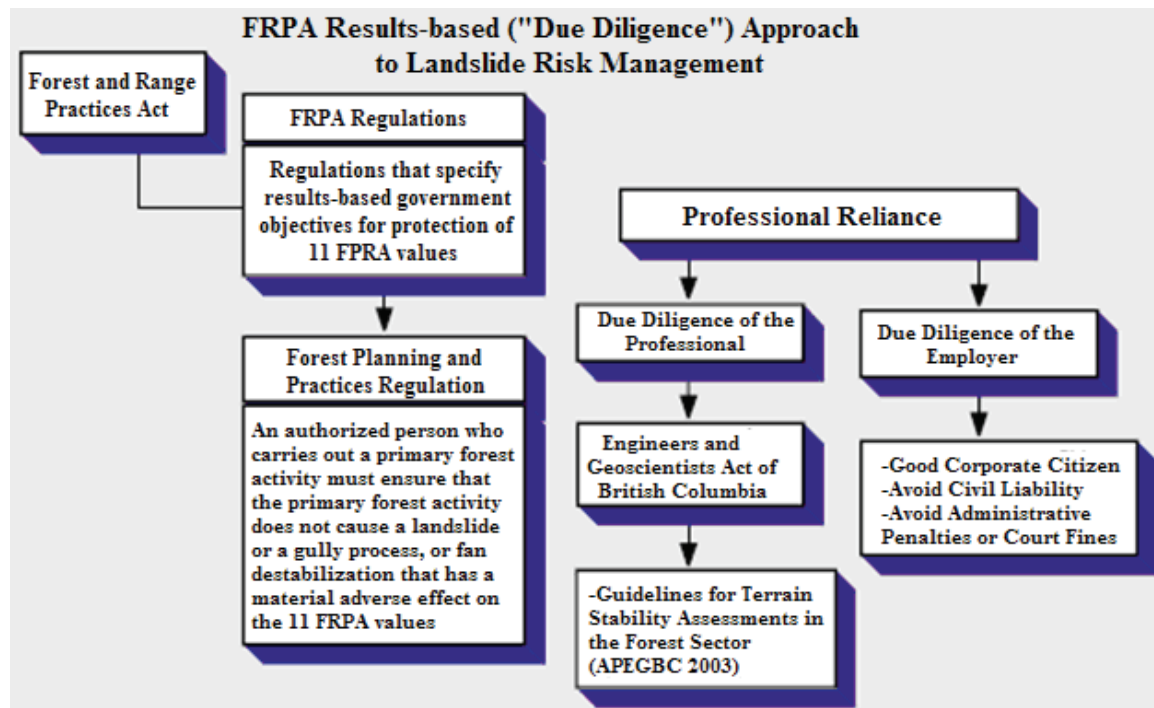 FRPA Results-based ("Due Diligence") Approach
to Landslide Risk Management
Forest and Range
Practices Act
FRPA Regulations
Regulations that specify
results-based government
objectives for protection of
11 FPRA values
Forest Planning and
Practices Regulation
An authorized person who
carries out a primary forest
activity must ensure that
the primary forest activity
does not cause a landslide
or a gully process, or fan
destabilization that has a
material adverse effect on
the 11 FRPA values
Professional Reliance
Due Diligence of the
Professional
Engineers and
Geoscientists Act of
British Columbia
-Guidelines for Terrain
Stability Assessments in
the Forest Sector
(APEGBC 2003)
Due Diligence of the
Employer
-Good Corporate Citizen
-Avoid Civil Liability
-Avoid Administrative
Penalties or Court Fines